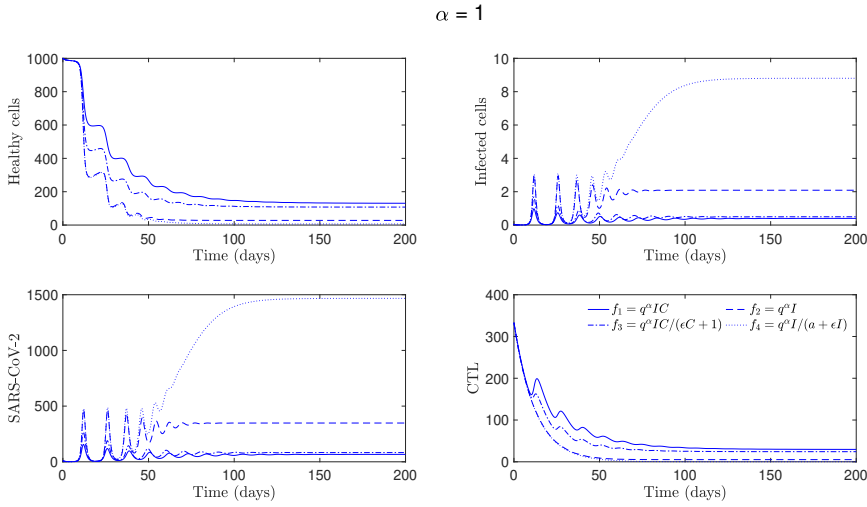 α = 1
1000
800
600
400
200
0
Healthy cells
0 50 100 150 200
Time (days)
10
8
6
4
2
0
Infected cells
0 50 100 150 200
Time (days)
1500
1000
500
0
SARS-CoV-2
0 50 100 150 200
Time (days)
400
300
200
100
0
CTL
f₁ = q^α IC f₂ = q^α I
f₃ = q^α IC/(ϵC + 1) f₄ = q^α I/(a + ϵI)
0 50 100 150 200
Time (days)